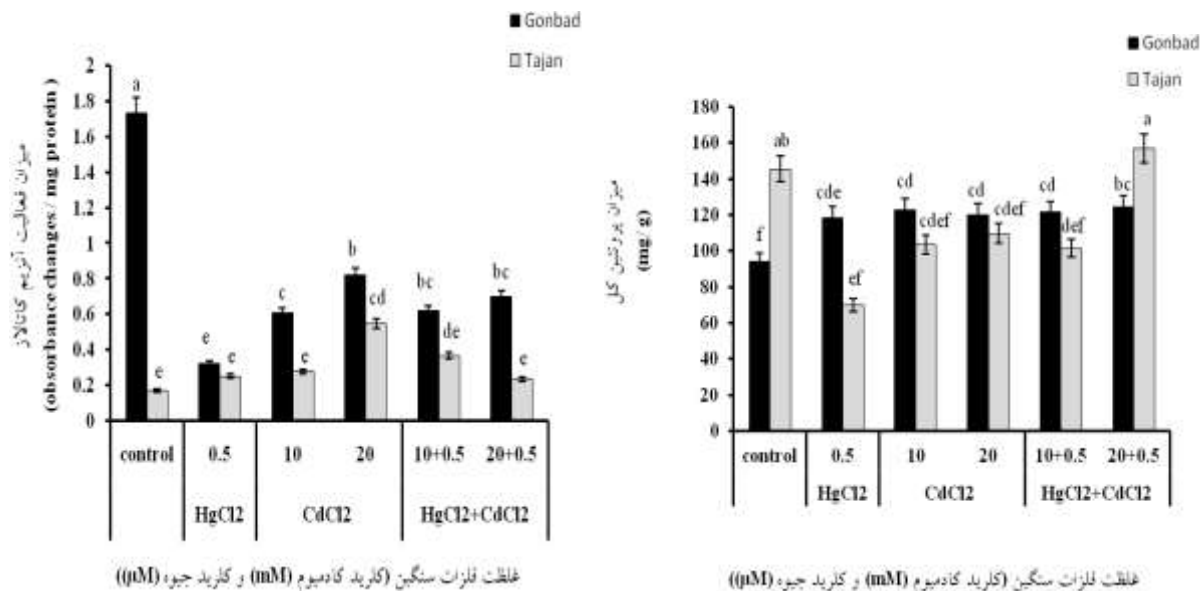 Gonbad
Tajan
2
1.8
1.6
1.4
1.2
1
0.8
0.6
0.4
0.2
0
میزان فعالیت آنزیم کاتالاز
(obsorbance changes / mg protein )
a
e
e
e
c
e
b
cd
bc
de
bc
e
control 0.5 10 20 10+0.5 20+0.5
HgCl2 CdCl2 HgCl2+CdCl2
غلظت فلزات سنگین (کلرید کادمیوم (mM) و کلرید جیوه (µM))
Gonbad
Tajan
180
160
140
120
100
80
60
40
20
0
میزان پروتئین کل
(mg/ g)
f
ab
cde
ef
cd
cdef
cd
cdef
cd
def
bc
a
control 0.5 10 20 10+0.5 20+0.5
HgCl2 CdCl2 HgCl2+CdCl2
غلظت فلزات سنگین (کلرید کادمیوم (mM) و کلرید جیوه (µM))